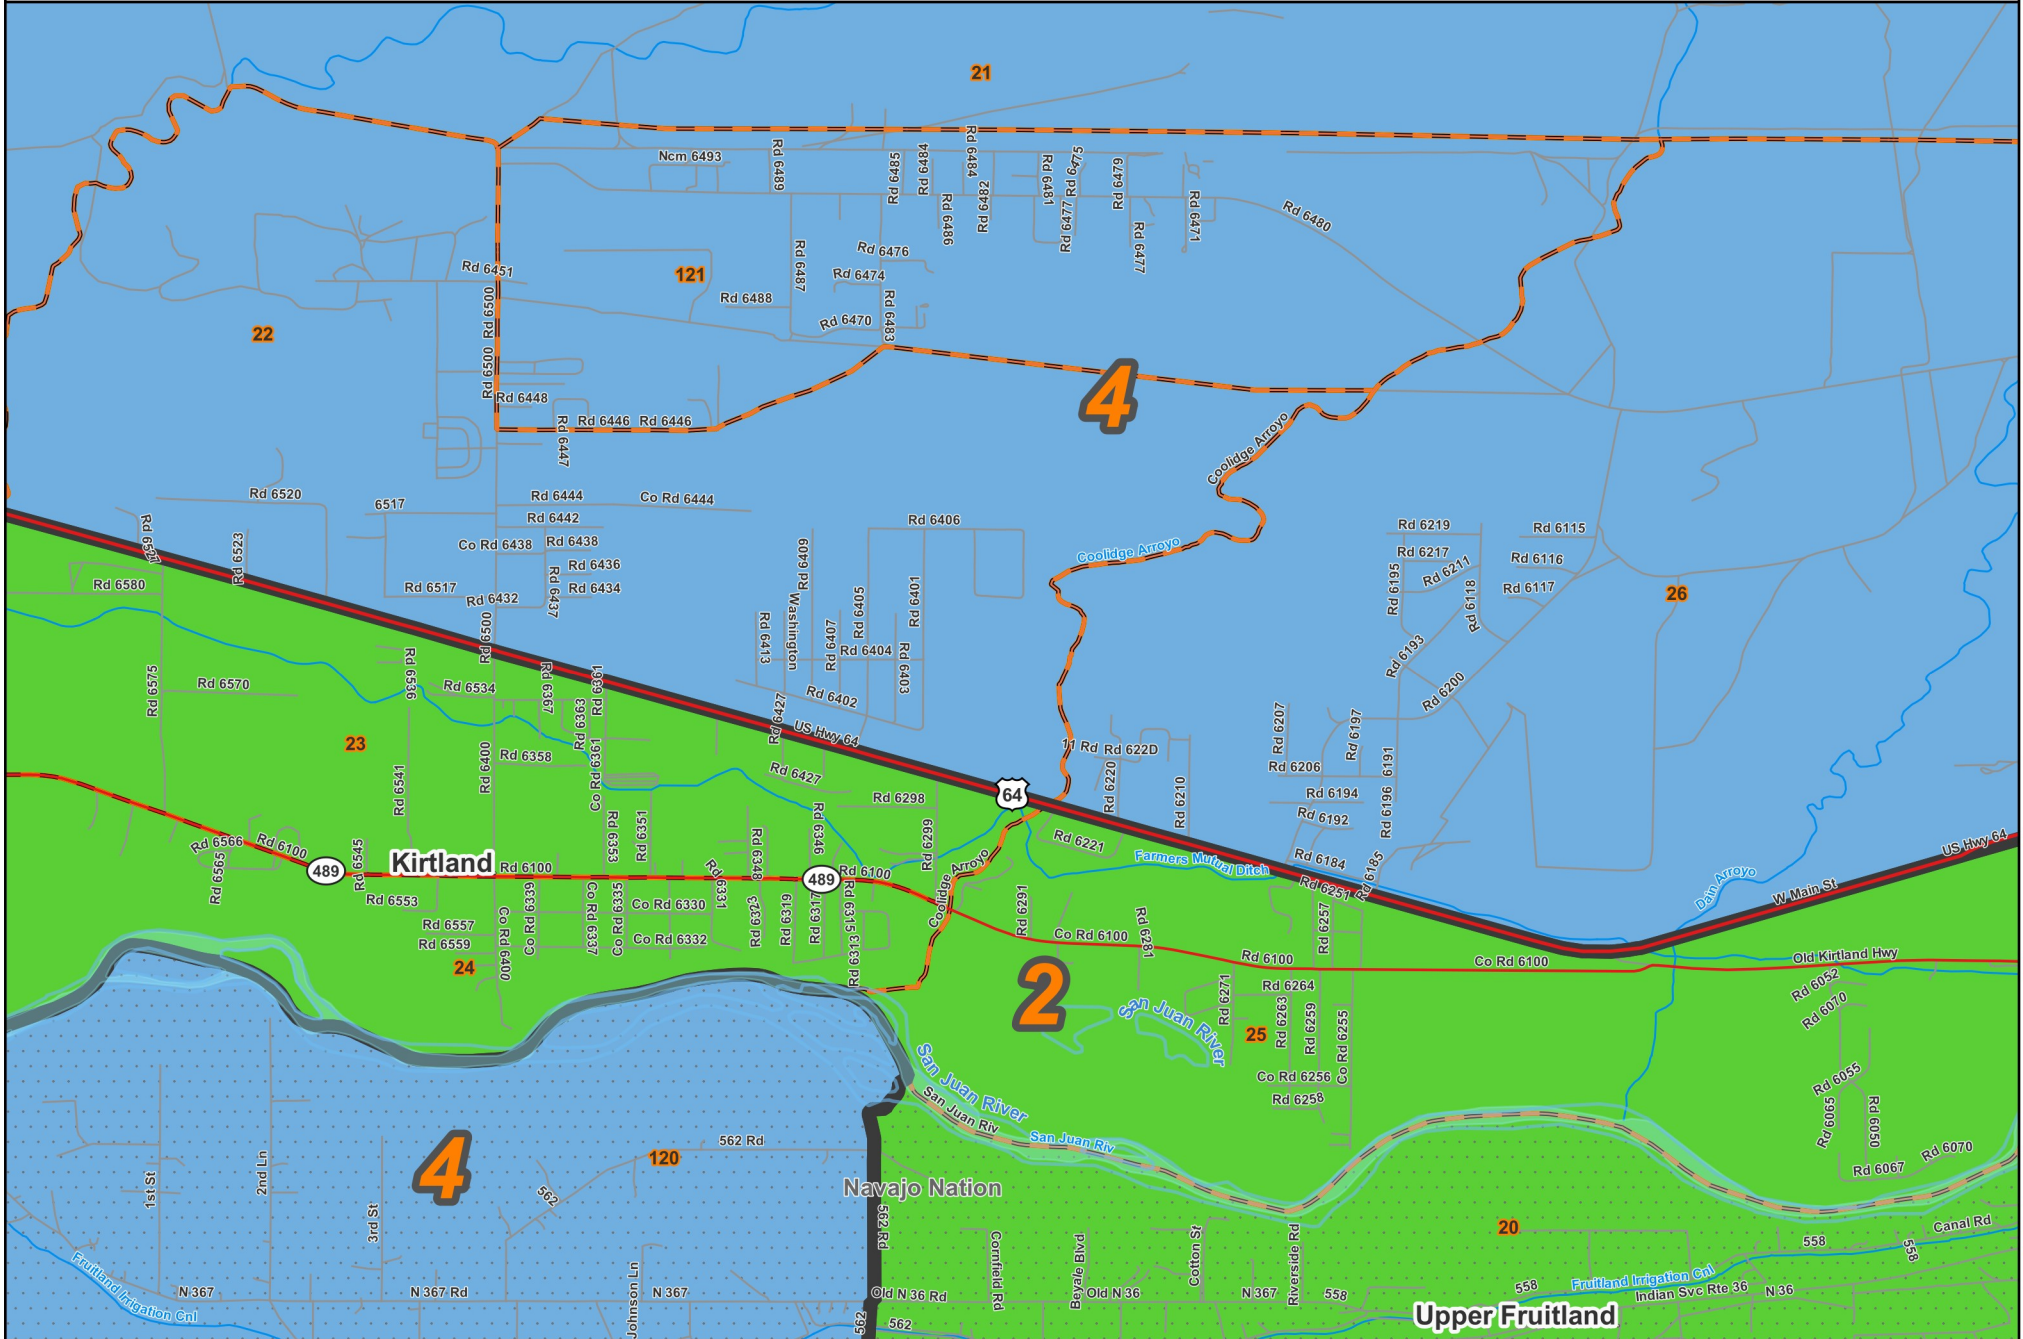 21
Ncm 6493
Rd 6489
Rd 6485
Rd 6484
Rd 6484
Rd 6486
Rd 6482
Rd 6481
Rd 6475
Rd 6477
Rd 6479
Rd 6477
Rd 6471
Rd 6480
Rd 6451
121
Rd 6487
Rd 6476
Rd 6474
Rd 6488
Rd 6470
Rd 6483
Rd 6500
22
Rd 6500
Rd 6448
Rd 6446
Rd 6446
Rd 6447
4
Coolidge Arroyo
Rd 6520
6517
Rd 6444
Co Rd 6444
Rd 6442
Co Rd 6438
Rd 6438
Rd 6436
Rd 6434
Rd 6437
Rd 6517
Rd 6432
Rd 6500
Rd 6521
Rd 6523
Rd 6580
Rd 6406
Rd 6409
Washington
Rd 6413
Rd 6407
Rd 6405
Rd 6401
Rd 6404
Rd 6403
Rd 6402
Rd 6427
US Hwy 64
Coolidge Arroyo
Rd 6219
Rd 6115
Rd 6217
Rd 6211
Rd 6116
Rd 6117
Rd 6195
Rd 6118
26
Rd 6193
Rd 6200
Rd 6575
Rd 6570
Rd 6536
Rd 6534
Rd 6367
Rd 6363
Rd 6361
Co Rd 6361
23
Rd 6541
Rd 6400
Rd 6358
Rd 6427
Rd 6298
64
11 Rd
Rd 622D
Rd 6220
Rd 6210
Rd 6207
Rd 6197
Rd 6206
6191
Rd 6194
Rd 6196
Rd 6192
Rd 6184
Rd 6185
Rd 6566
Rd 6100
Rd 6565
489
Rd 6545
Kirtland
Rd 6100
Rd 6353
Rd 6351
Rd 6348
Rd 6346
489
Rd 6100
Rd 6299
Coolidge Arroyo
Rd 6221
Farmers Mutual Ditch
Rd 6251
Dain Arroyo
W Main St
US Hwy 64
Rd 6553
Rd 6557
Rd 6559
24
Co Rd 6400
Co Rd 6339
Co Rd 6337
Co Rd 6335
Co Rd 6330
Co Rd 6332
Rd 6331
Rd 6323
Rd 6319
Rd 6317
Rd 6315
Rd 6313
Rd 6291
Co Rd 6100
Rd 6281
Rd 6257
Rd 6100
Co Rd 6100
Old Kirtland Hwy
Rd 6052
Rd 6070
2
San Juan River
Rd 6271
Rd 6264
25
Rd 6263
Rd 6259
Co Rd 6255
Co Rd 6256
Rd 6258
San Juan River
San Juan Riv
San Juan Riv
Rd 6055
Rd 6065
Rd 6050
Rd 6070
Rd 6067
4
120
562 Rd
562
1st St
2nd Ln
3rd St
Navajo Nation
562 Rd
Cornfield Rd
Beyale Blvd
Cotton St
Riverside Rd
20
Canal Rd
558
558
Fruitland Irrigation Cnl
N 367
N 367 Rd
Johnson Ln
N 367
Old N 36 Rd
Old N 36
N 367
558
558
Fruitland Irrigation Cnl
Indian Svc Rte 36
N 36
562
562
Upper Fruitland